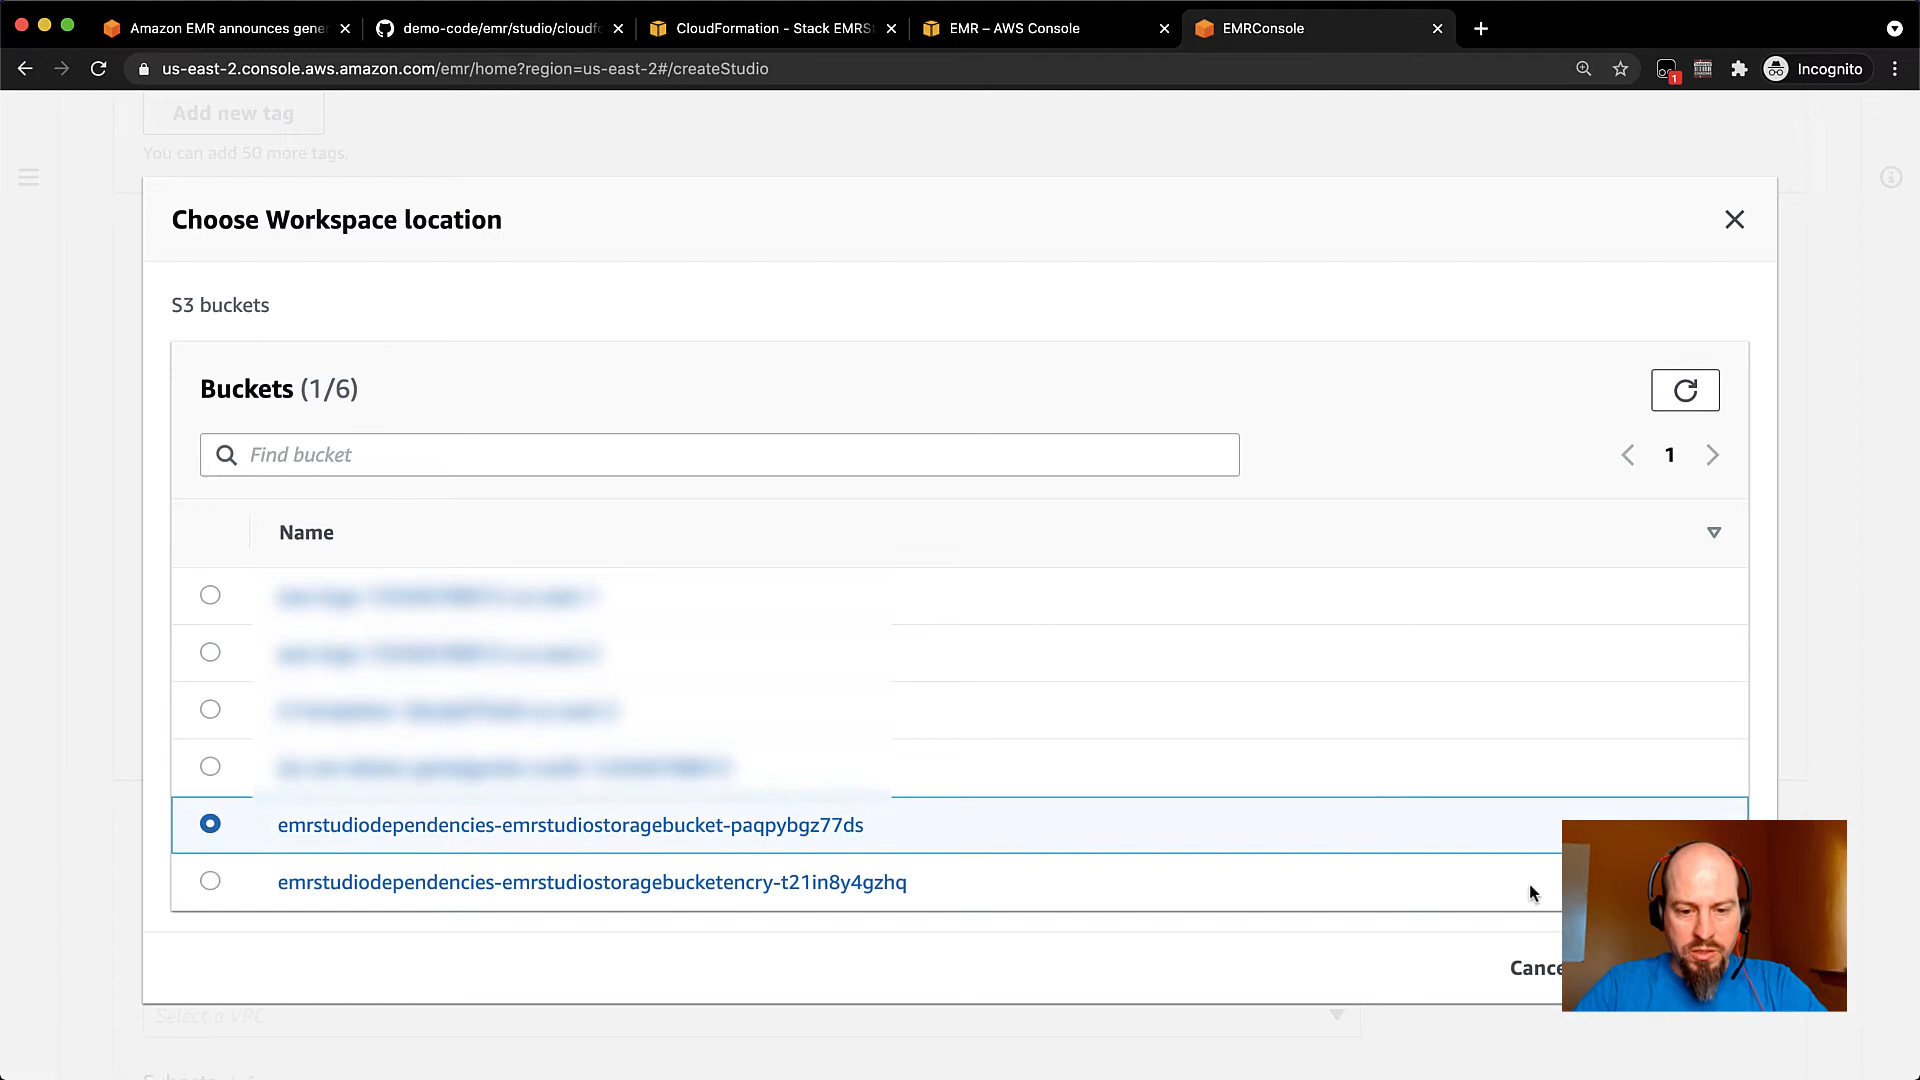 Amazon EMR announces gener
demo-code/emr/studio/cloudfo
CloudFormation - Stack EMRS
EMR – AWS Console
EMRConsole
us-east-2.console.aws.amazon.com/emr/home?region=us-east-2#/createStudio
1
Incognito
Add new tag
You can add 50 more tags.
Choose Workspace location
S3 buckets
Buckets (1/6)
Find bucket
1
Name
emrstudiodependencies-emrstudiostoragebucket-paqpybgz77ds
emrstudiodependencies-emrstudiostoragebucketencry-t21in8y4gzhq
Cance
Select a VPC